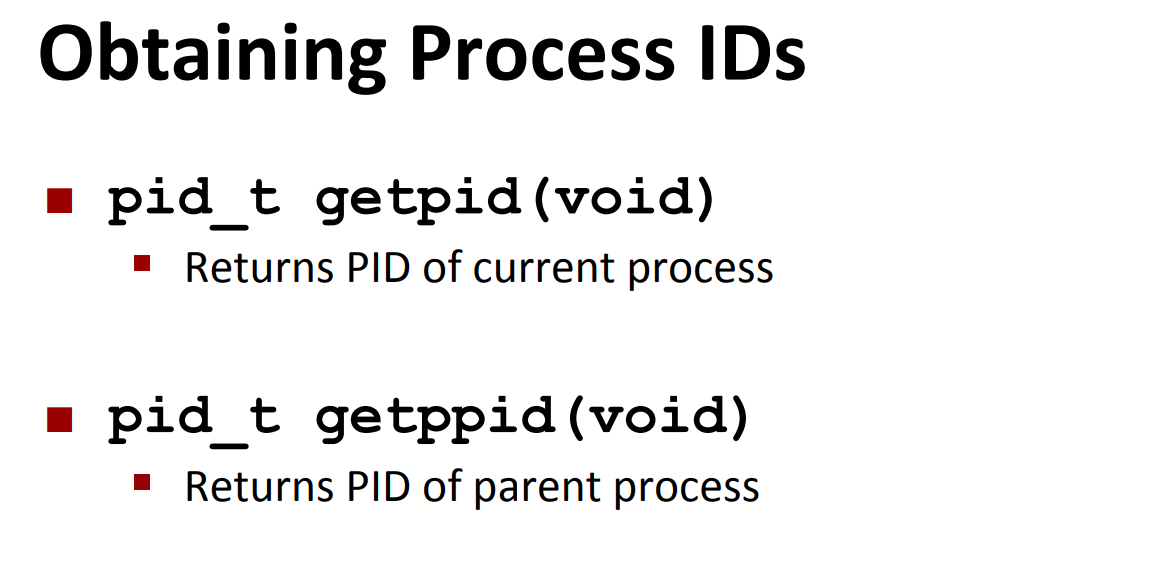 Obtaining Process IDs
pid_t getpid(void)
Returns PID of current process
pid_t getppid(void)
Returns PID of parent process